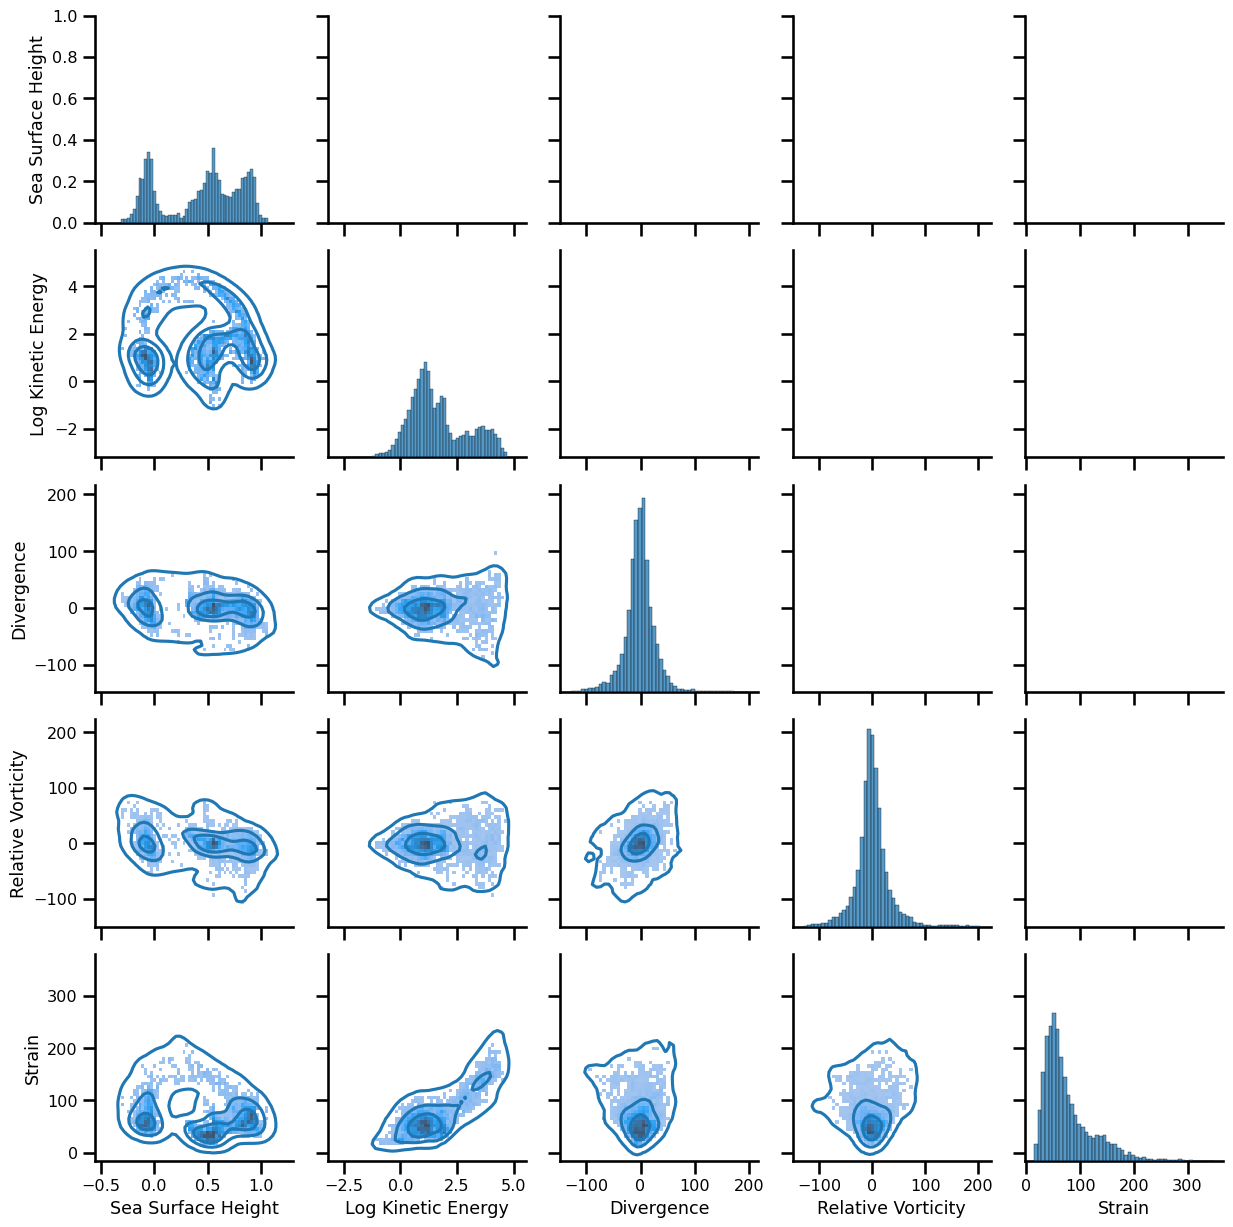 1.0
0.8
0.6
0.4
0.2
0.0
Sea Surface Height
4
2
0
−2
Log Kinetic Energy
200
100
0
−100
Divergence
200
100
0
−100
Relative Vorticity
300
200
100
0
Strain
−0.5 0.0 0.5 1.0
Sea Surface Height
−2.5 0.0 2.5 5.0
Log Kinetic Energy
−100 0 100 200
Divergence
−100 0 100 200
Relative Vorticity
0 100 200 300
Strain